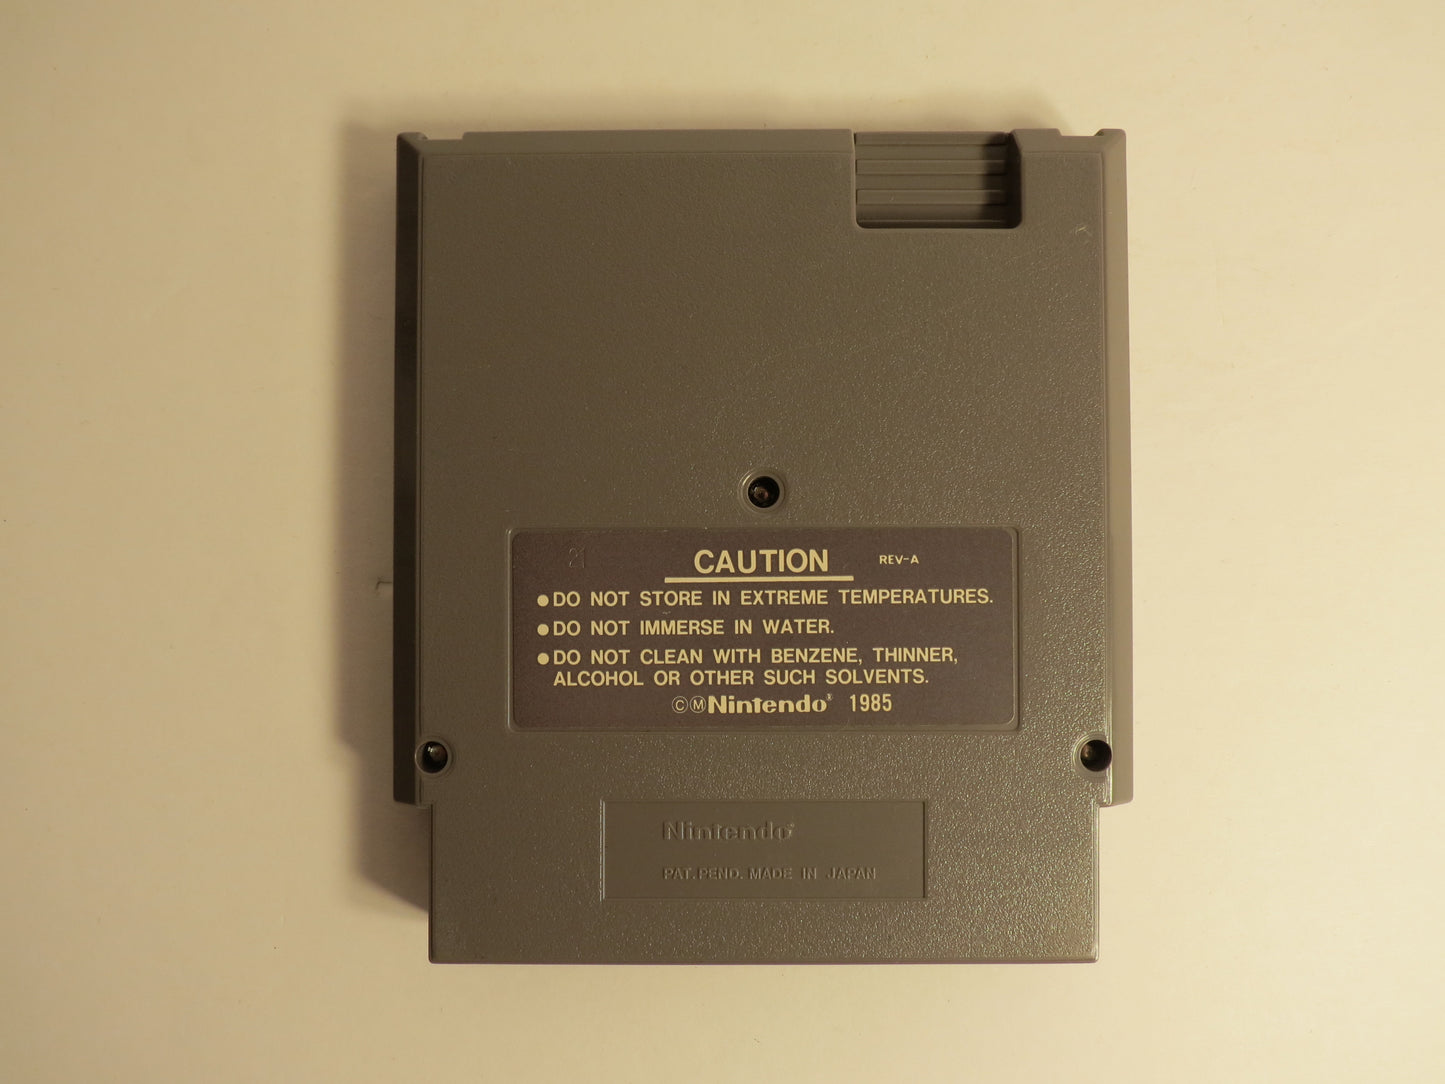 21
CAUTION REV-A
●DO NOT STORE IN EXTREME TEMPERATURES.
●DO NOT IMMERSE IN WATER.
●DO NOT CLEAN WITH BENZENE, THINNER,
ALCOHOL OR OTHER SUCH SOLVENTS.
©ⓂNintendo® 1985
Nintendo®
PAT. PEND. MADE IN JAPAN